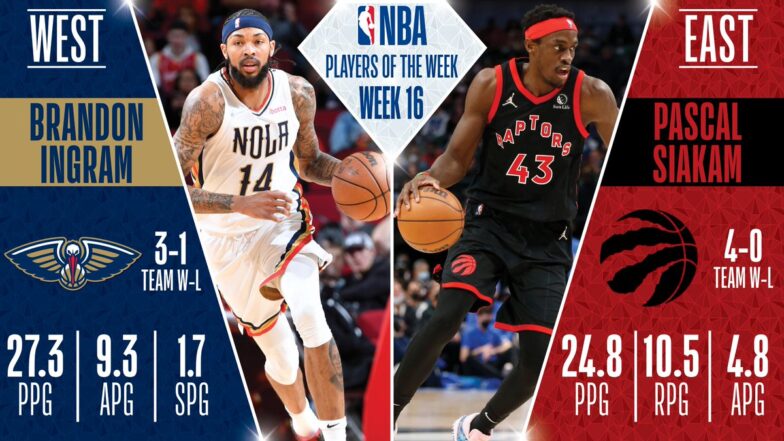 WEST
BRANDON
INGRAM
3-1
TEAM W-L
27.3
PPG
9.3
APG
1.7
SPG
NBA
PLAYERS OF THE WEEK
WEEK 16
NOLA
14
RAPTORS
43
EAST
PASCAL
SIAKAM
4-0
TEAM W-L
24.8
PPG
10.5
RPG
4.8
APG